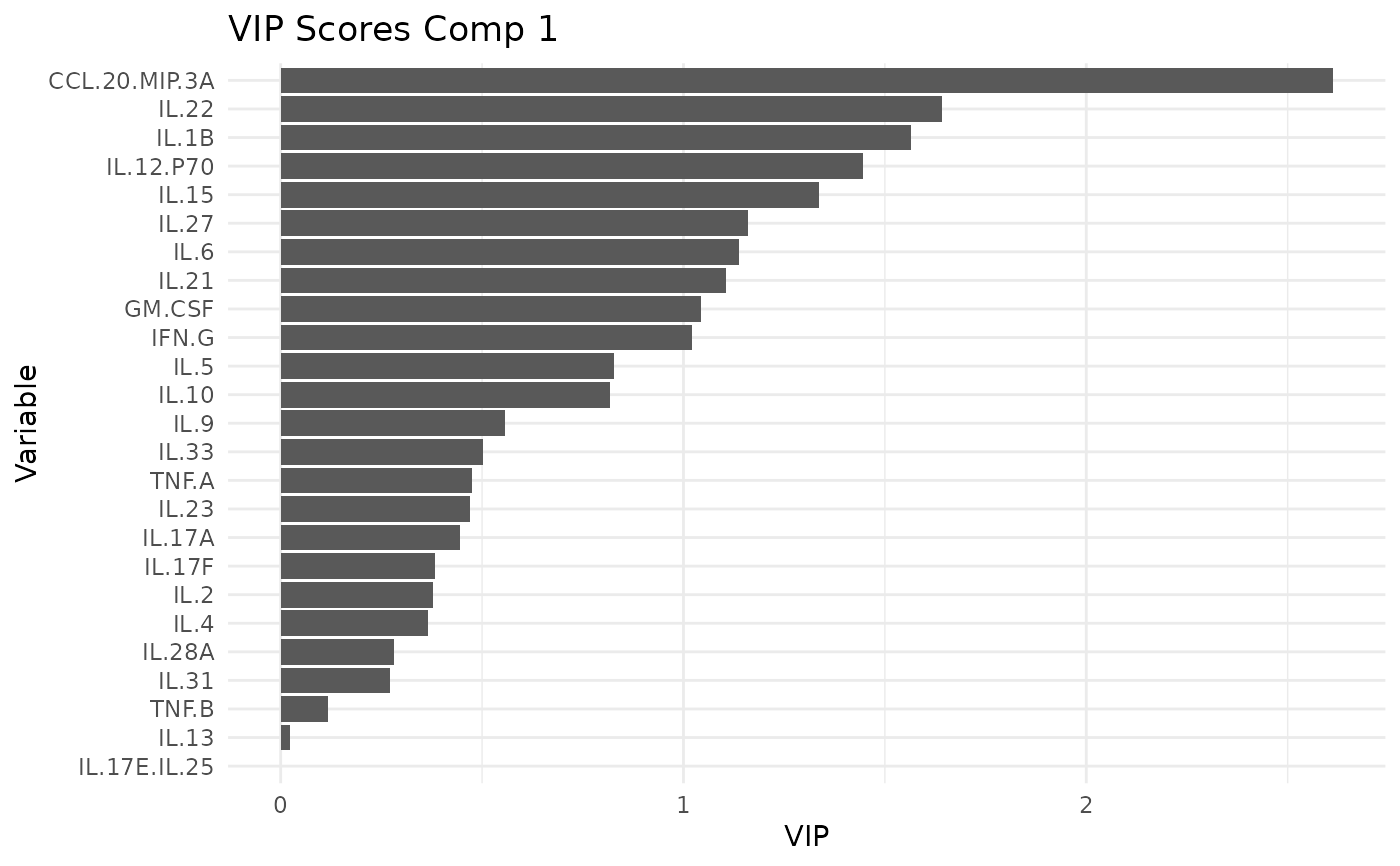 VIP Scores Comp 1
CCL.20.MIP.3A
IL.22
IL.1B
IL.12.P70
IL.15
IL.27
IL.6
IL.21
GM.CSF
IFN.G
IL.5
IL.10
IL.9
IL.33
TNF.A
IL.23
IL.17A
IL.17F
IL.2
IL.4
IL.28A
IL.31
TNF.B
IL.13
IL.17E.IL.25
Variable
0 1 2
VIP